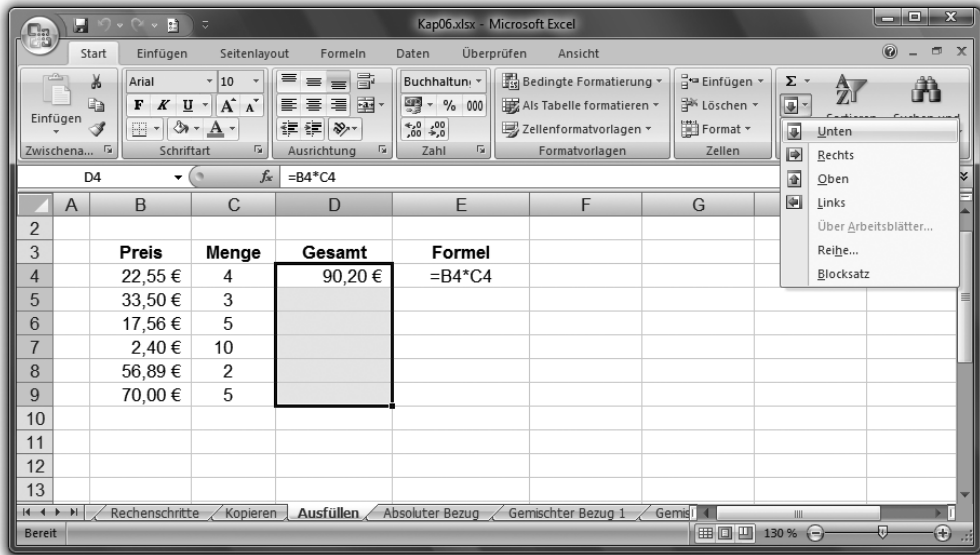 Kap06.xlsx - Microsoft Excel
Start Einfügen Seitenlayout Formeln Daten Überprüfen Ansicht
Einfügen
Zwischena...
Arial 10
F K U A A
A
Schriftart
Ausrichtung
Buchhaltun
% 000
Zahl
Bedingte Formatierung
Als Tabelle formatieren
Zellenformatvorlagen
Formatvorlagen
Einfügen
Löschen
Format
Zellen
Σ
Unten
Rechts
Oben
Links
Über Arbeitsblätter...
Reihe...
Blocksatz
D4 fx =B4*C4
A B C D E F G
2
3 Preis Menge Gesamt Formel
4 22,55 € 4 90,20 € =B4*C4
5 33,50 € 3
6 17,56 € 5
7 2,40 € 10
8 56,89 € 2
9 70,00 € 5
10
11
12
13
Rechenschritte Kopieren Ausfüllen Absoluter Bezug Gemischter Bezug 1 Gemis
Bereit 130 %